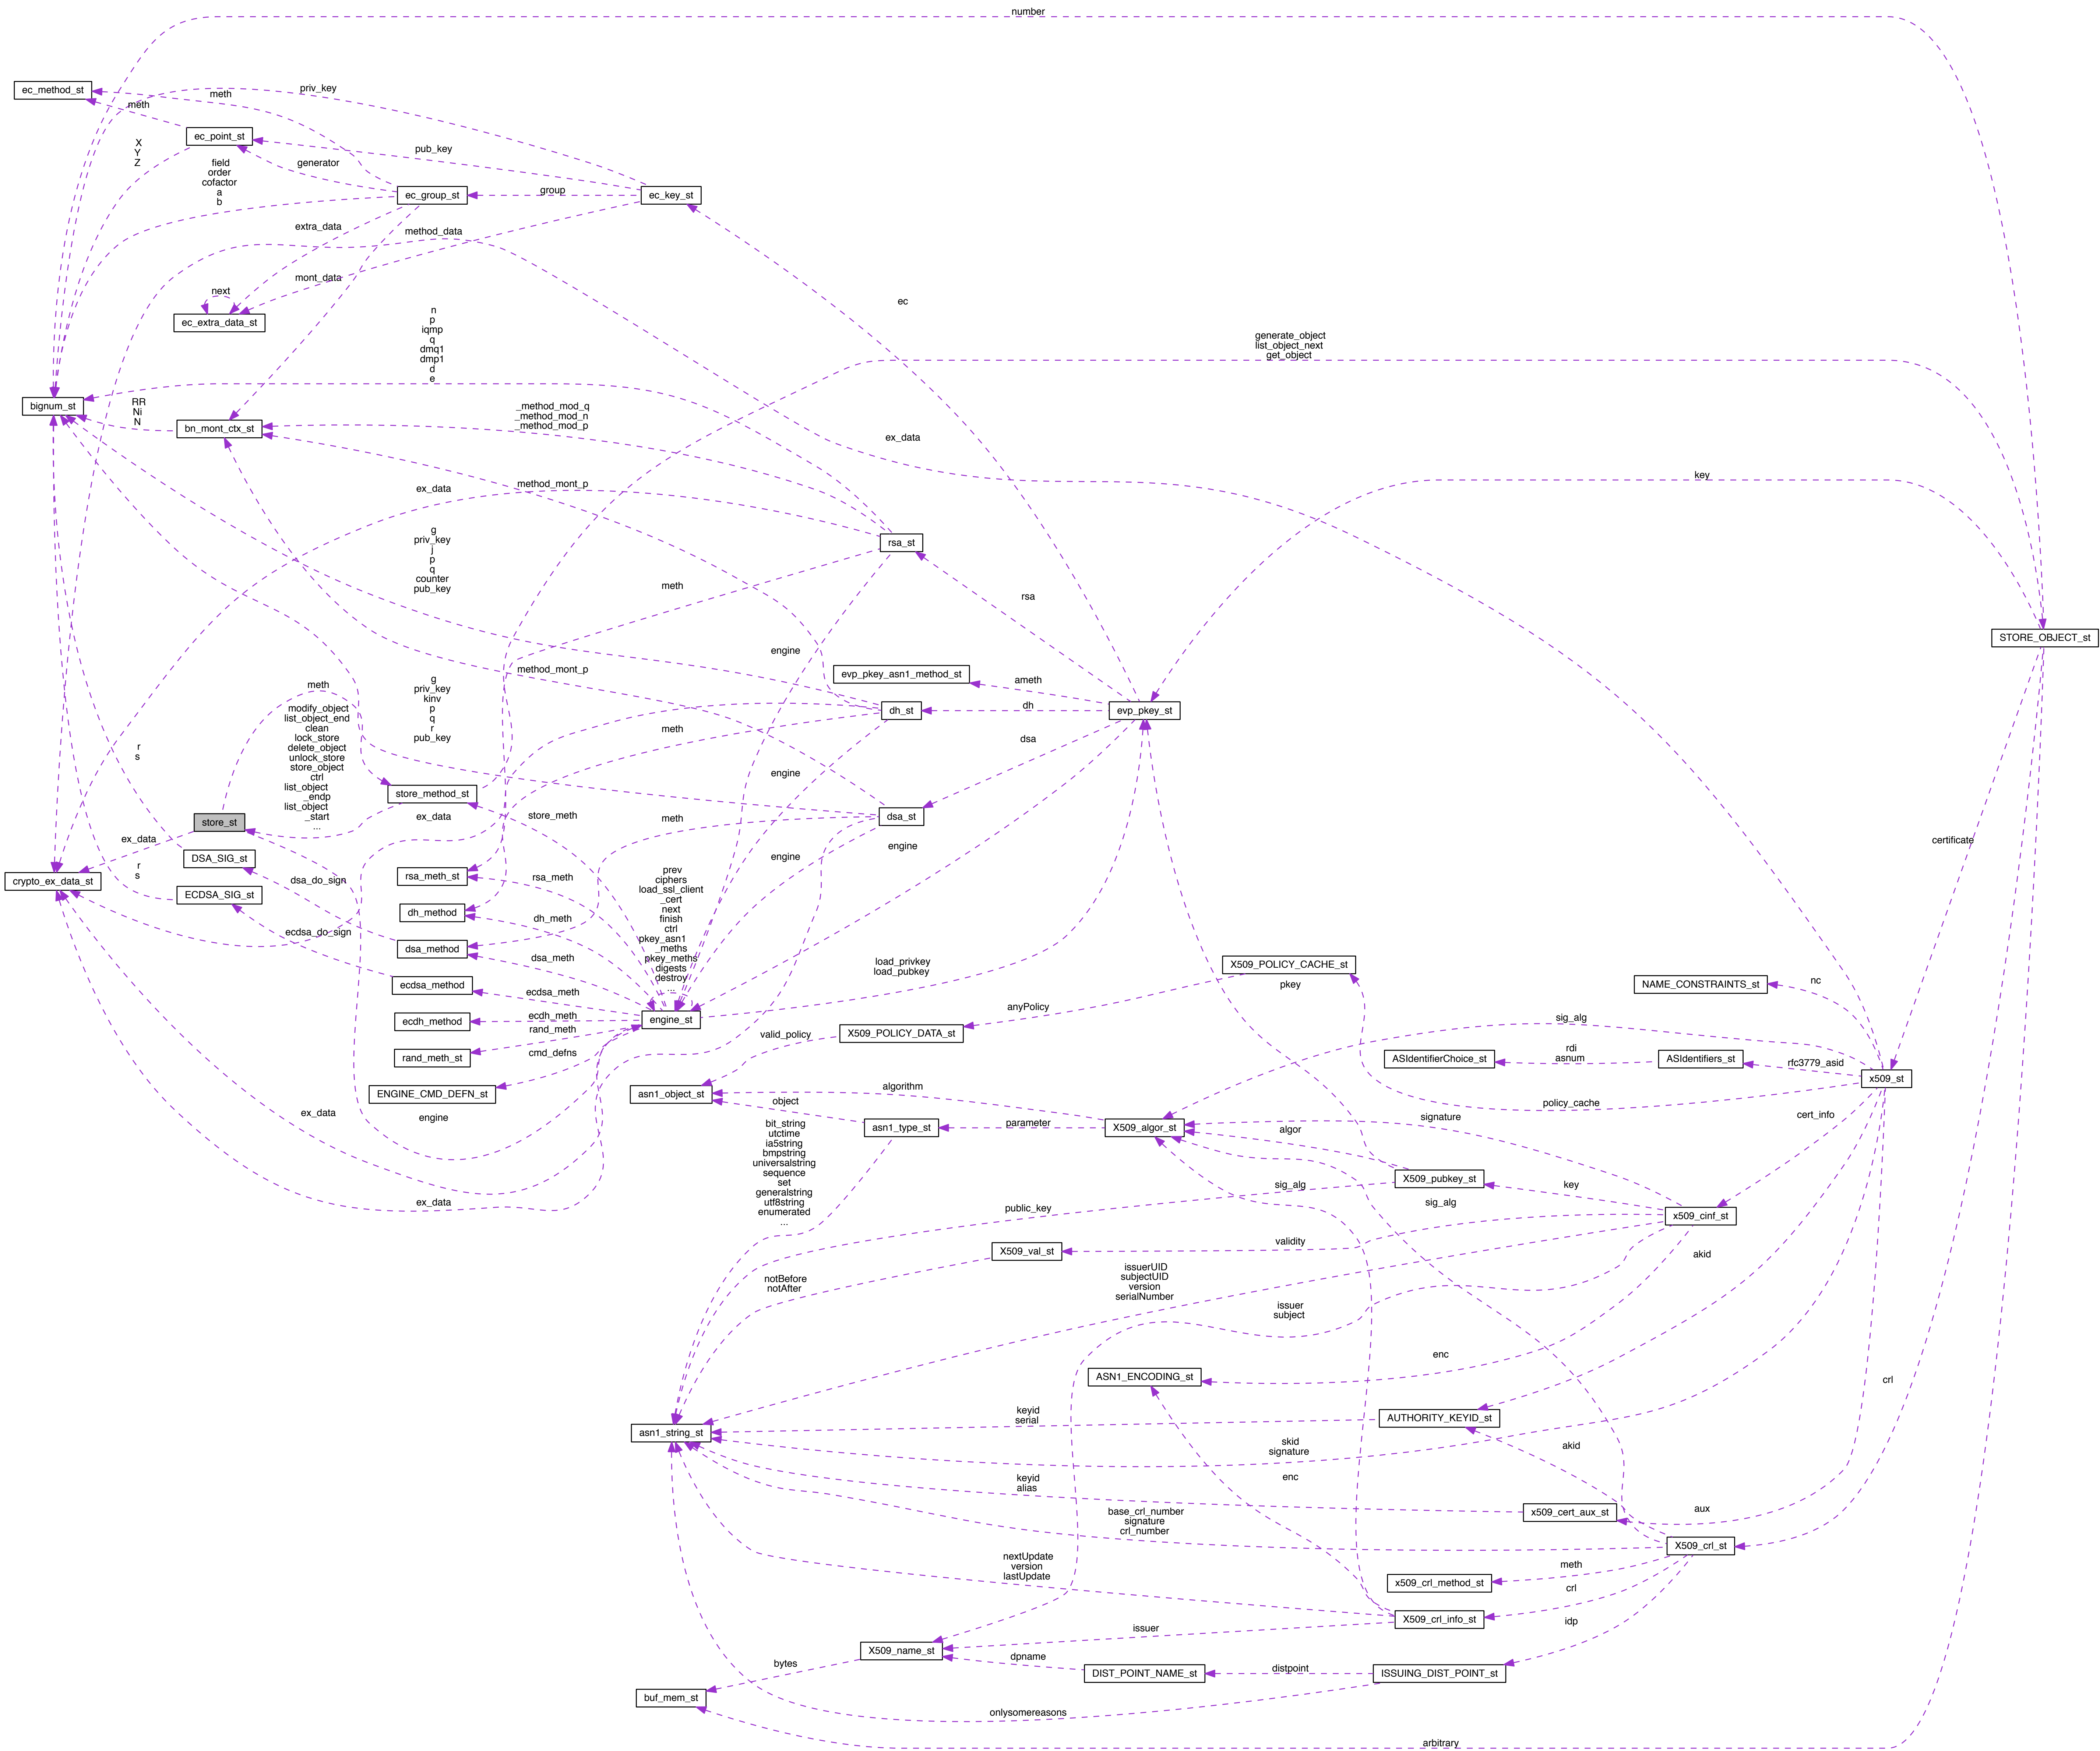 number
ec_method_st
meth
priv_key
meth
ec_point_st
X
Y
Z
pub_key
field
order
cofactor
a
b
generator
ec_group_st
group
ec_key_st
extra_data
method_data
mont_data
next
ec_extra_data_st
ec
n
p
iqmp
q
dmq1
dmp1
d
e
generate_object
list_object_next
get_object
bignum_st
RR
Ni
N
bn_mont_ctx_st
_method_mod_q
_method_mod_n
_method_mod_p
ex_data
key
ex_data
method_mont_p
g
priv_key
j
p
q
counter
pub_key
rsa_st
meth
rsa
STORE_OBJECT_st
engine
method_mont_p
evp_pkey_asn1_method_st
ameth
meth
g
priv_key
kinv
p
q
r
pub_key
dh_st
dh
evp_pkey_st
modify_object
list_object_end
clean
lock_store
delete_object
unlock_store
store_object
ctrl
list_object
_endp
list_object
_start
...
meth
dsa
r
s
engine
store_method_st
store_st
ex_data
store_meth
meth
dsa_st
ex_data
DSA_SIG_st
engine
engine
certificate
r
s
crypto_ex_data_st
dsa_do_sign
rsa_meth_st
rsa_meth
prev
ciphers
load_ssl_client
_cert
next
finish
ctrl
pkey_asn1
_meths
pkey_meths
digests
destroy
...
ECDSA_SIG_st
dh_method
dh_meth
ecdsa_do_sign
dsa_method
dsa_meth
load_privkey
load_pubkey
X509_POLICY_CACHE_st
ecdsa_method
ecdsa_meth
pkey
NAME_CONSTRAINTS_st
nc
ecdh_method
ecdh_meth
engine_st
anyPolicy
sig_alg
rand_meth
valid_policy
X509_POLICY_DATA_st
rand_meth_st
cmd_defns
ASIdentifierChoice_st
rdi
asnum
ASIdentifiers_st
rfc3779_asid
x509_st
ENGINE_CMD_DEFN_st
asn1_object_st
algorithm
policy_cache
ex_data
engine
object
asn1_type_st
parameter
X509_algor_st
algor
signature
cert_info
bit_string
utctime
ia5string
bmpstring
universalstring
sequence
set
generalstring
utf8string
enumerated
...
X509_pubkey_st
sig_alg
key
ex_data
public_key
sig_alg
x509_cinf_st
X509_val_st
validity
akid
notBefore
notAfter
issuerUID
subjectUID
version
serialNumber
issuer
subject
enc
ASN1_ENCODING_st
crl
keyid
serial
AUTHORITY_KEYID_st
asn1_string_st
skid
signature
akid
enc
keyid
alias
x509_cert_aux_st
aux
base_crl_number
signature
crl_number
X509_crl_st
nextUpdate
version
lastUpdate
meth
x509_crl_method_st
crl
X509_crl_info_st
idp
issuer
X509_name_st
dpname
bytes
DIST_POINT_NAME_st
distpoint
ISSUING_DIST_POINT_st
buf_mem_st
onlysomereasons
arbitrary